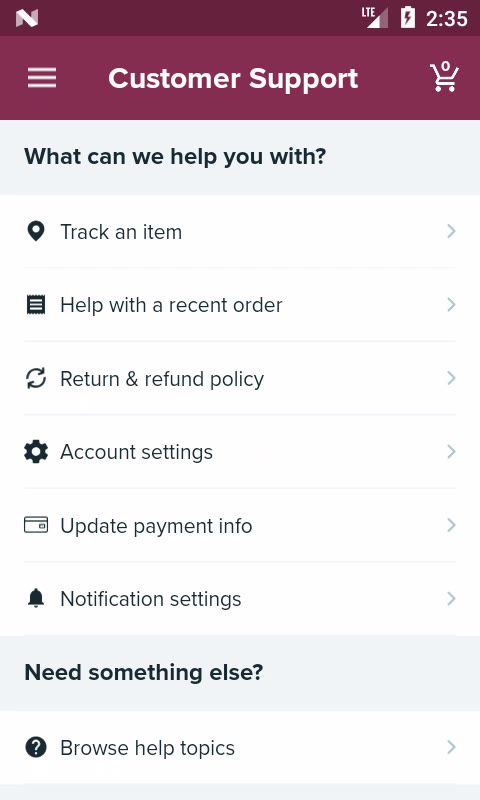 LTE 2:35
Customer Support
0
What can we help you with?
Track an item
Help with a recent order
Return & refund policy
Account settings
Update payment info
Notification settings
Need something else?
Browse help topics